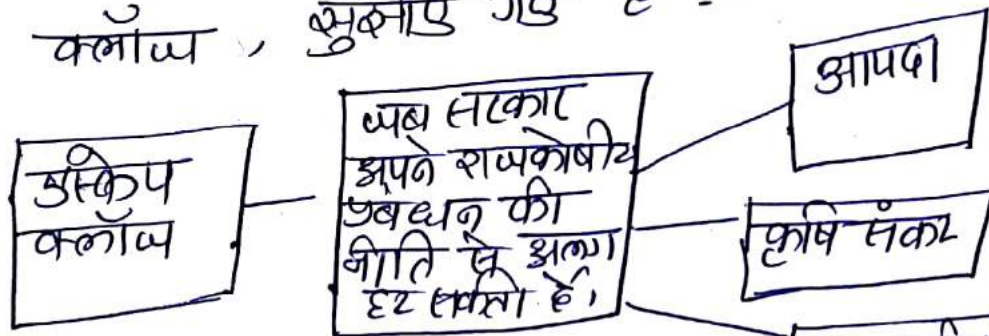 क्लॉज, सुझाए गए है -
एस्केप
क्लॉज
जब सरकार
अपने राजकोषीय
प्रबंधन की
नीति से अलग
हट सकती है।
आपदा
कृषि संकट